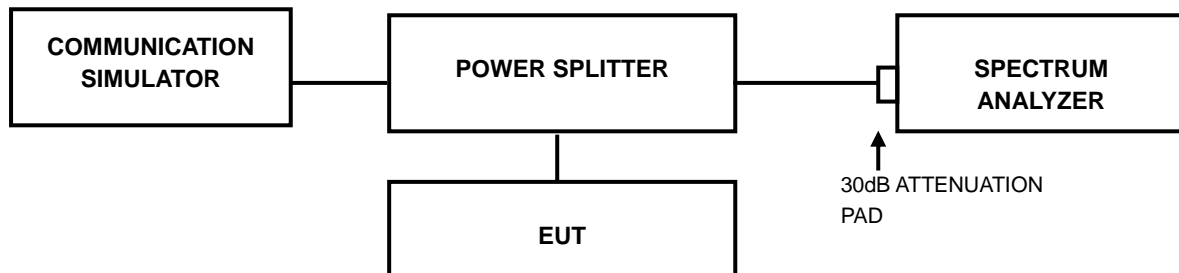 COMMUNICATION
SIMULATOR
POWER SPLITTER
SPECTRUM
ANALYZER
30dB ATTENUATION
PAD
EUT